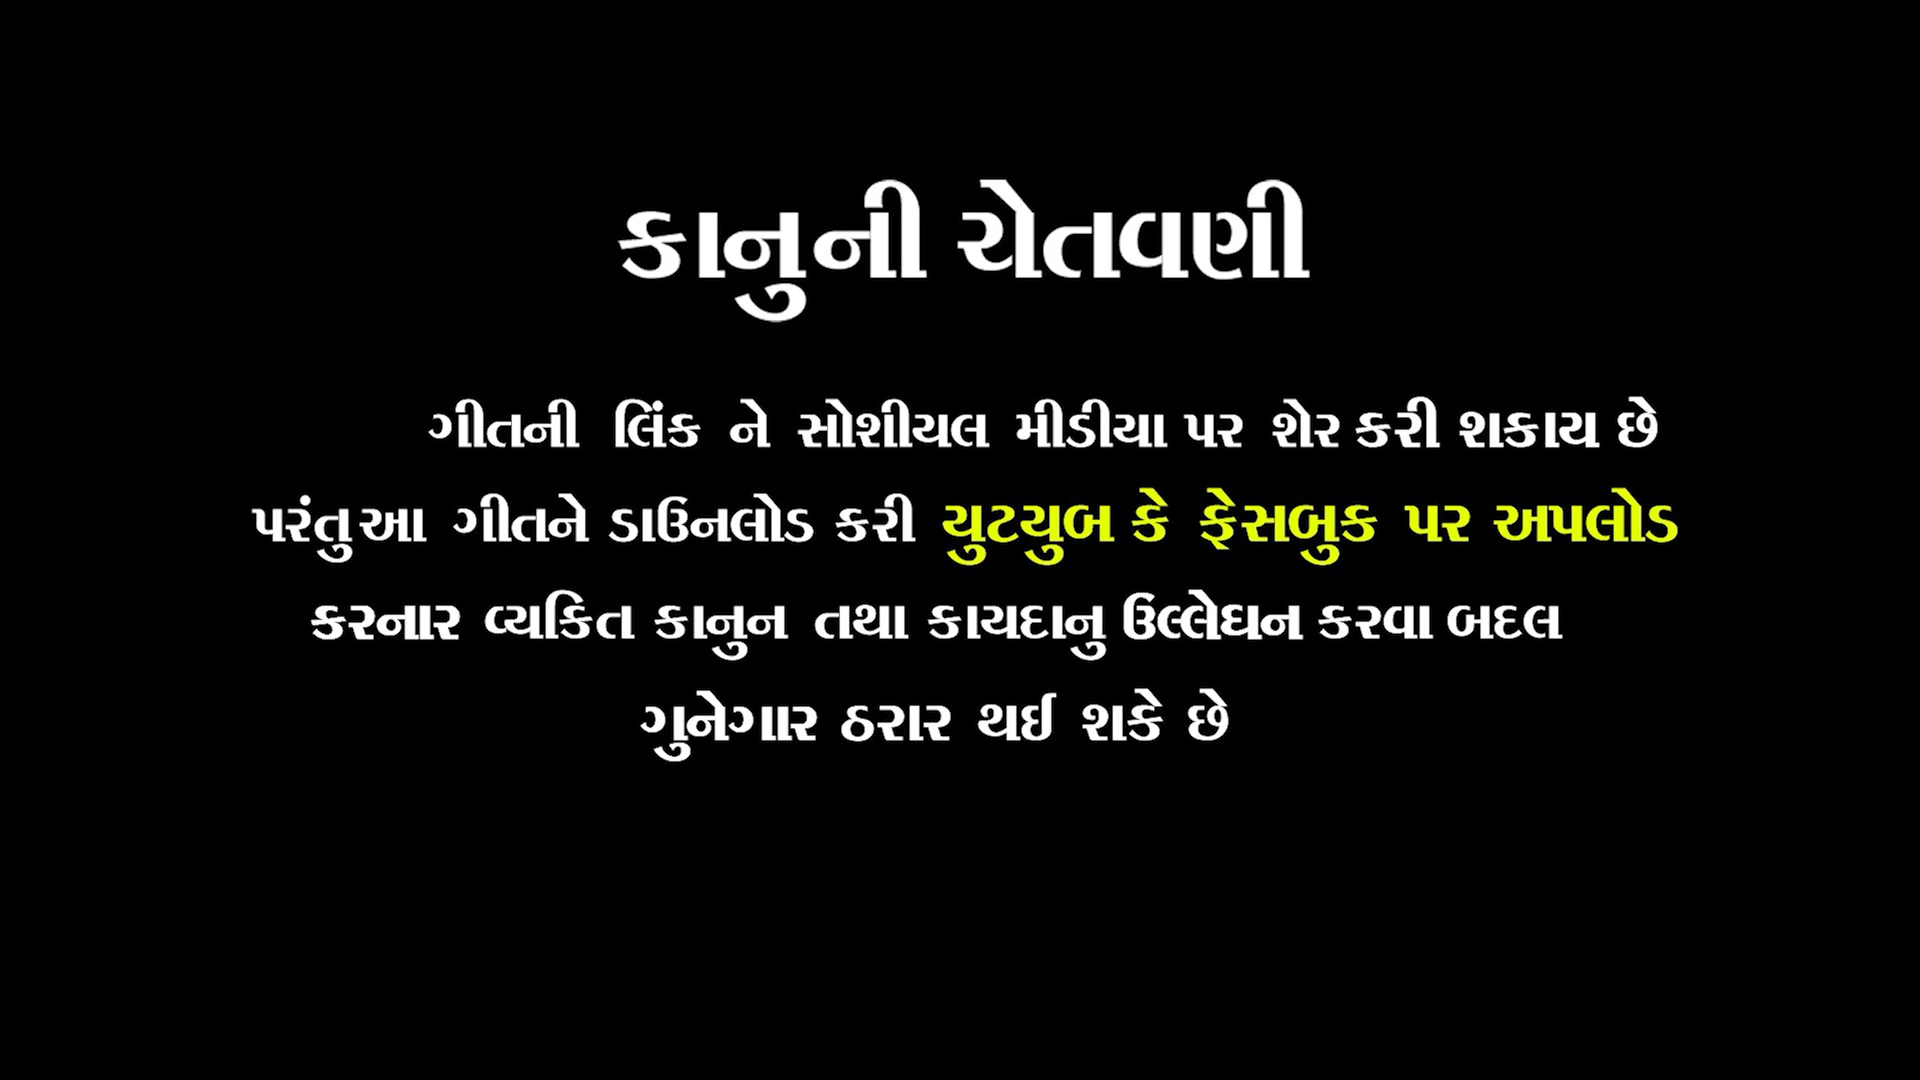 કાનુની ચેતવણી
ગીતની લિંક ને સોશીયલ મીડીયા પર શેર કરી શકાય છે
પરંતુ આ ગીતને ડાઉનલોડ કરી યુટયુબ કે ફેસબુક પર અપલોડ
કરનાર વ્યકિત કાનુન તથા કાયદાનુ ઉલ્લેઘન કરવા બદલ
ગુનેગાર ઠરાર થઈ શકે છે